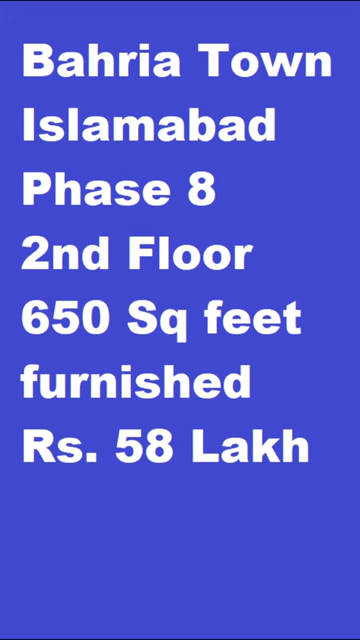 Bahria Town
Islamabad
Phase 8
2nd Floor
650 Sq feet
furnished
Rs. 58 Lakh